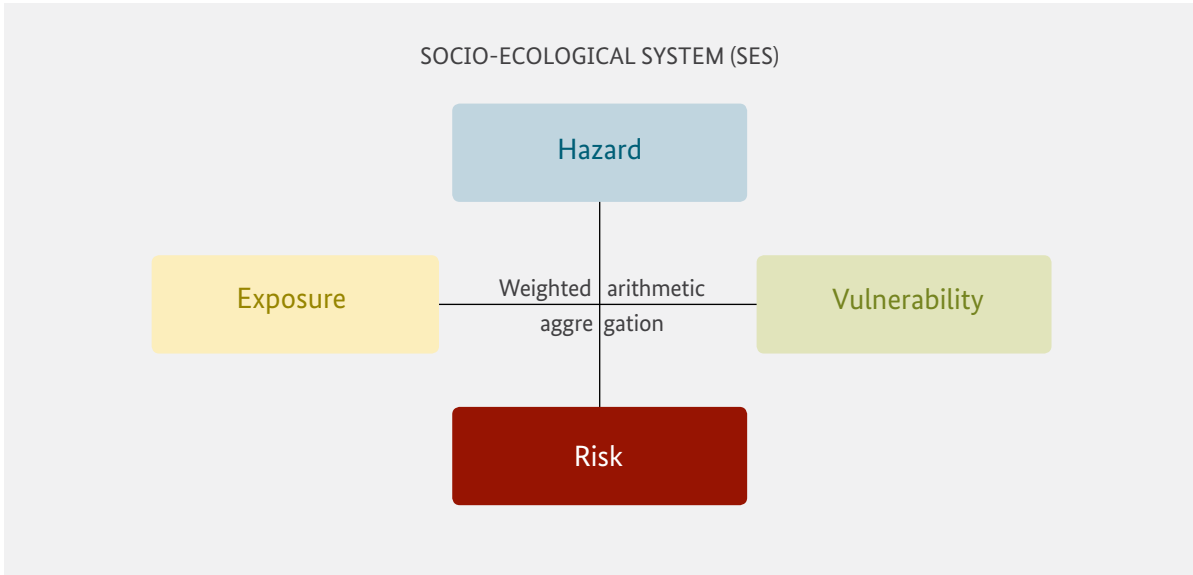 SOCIO-ECOLOGICAL SYSTEM (SES)
Hazard
Exposure
Weighted arithmetic
aggre gation
Vulnerability
Risk